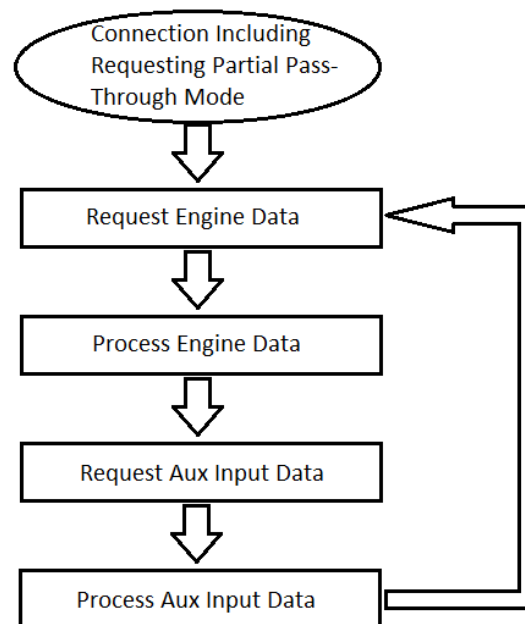 Connection Including
Requesting Partial Pass-
Through Mode
Request Engine Data
Process Engine Data
Request Aux Input Data
Process Aux Input Data